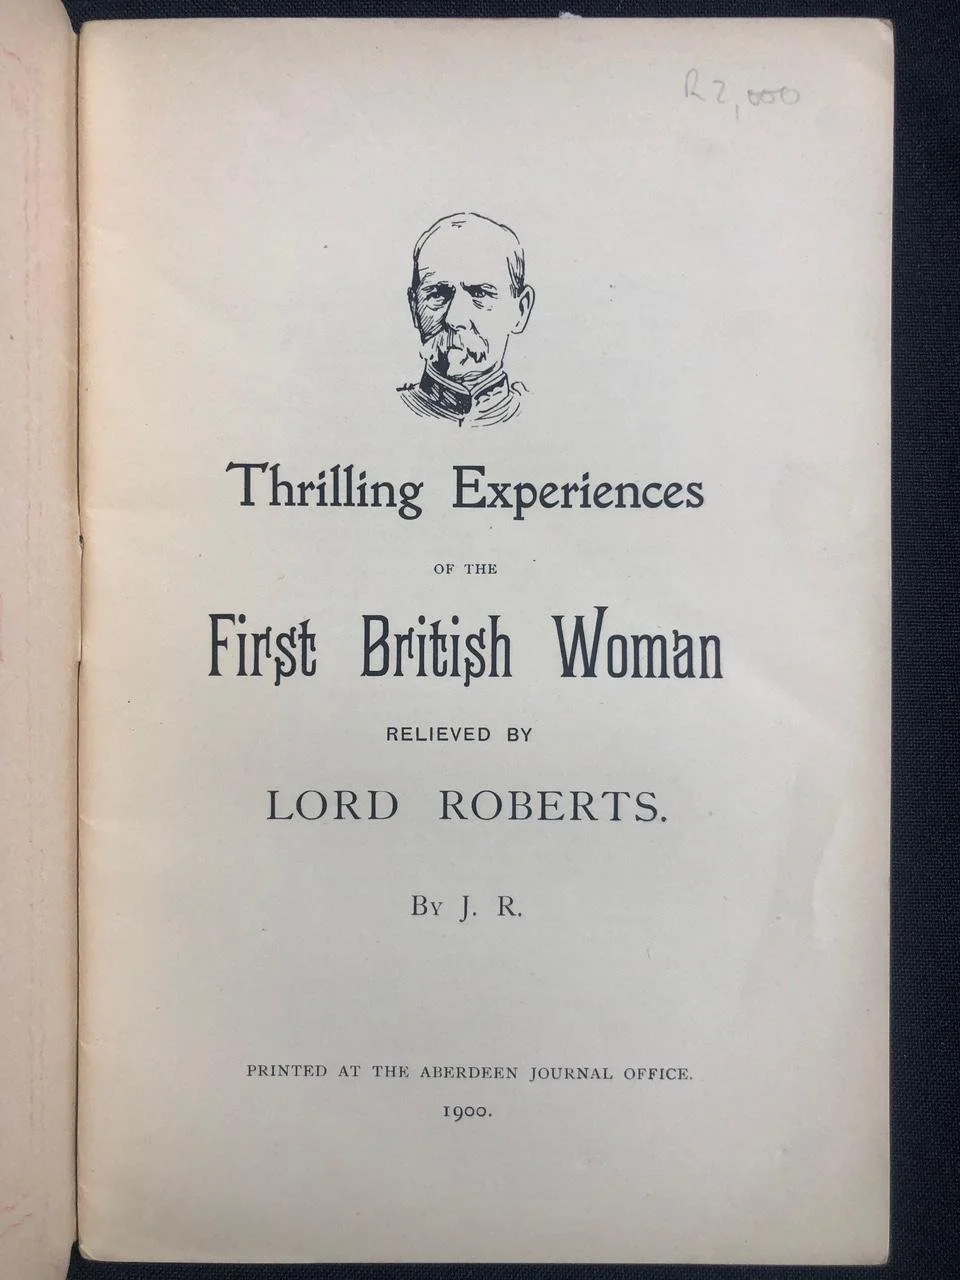 R2,000
Thrilling Experiences
OF THE
First British Woman
RELIEVED BY
LORD ROBERTS.
By J. R.
PRINTED AT THE ABERDEEN JOURNAL OFFICE.
1900.